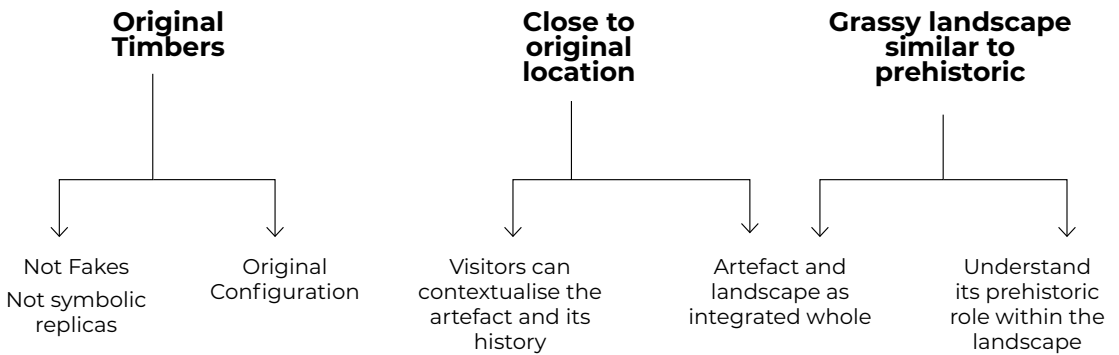 Original
Timbers
Close to
original
location
Grassy landscape
similar to
prehistoric
Not Fakes
Not symbolic
replicas
Original
Configuration
Visitors can
contextualise the
artefact and its
history
Artefact and
landscape as
integrated whole
Understand
its prehistoric
role within the
landscape